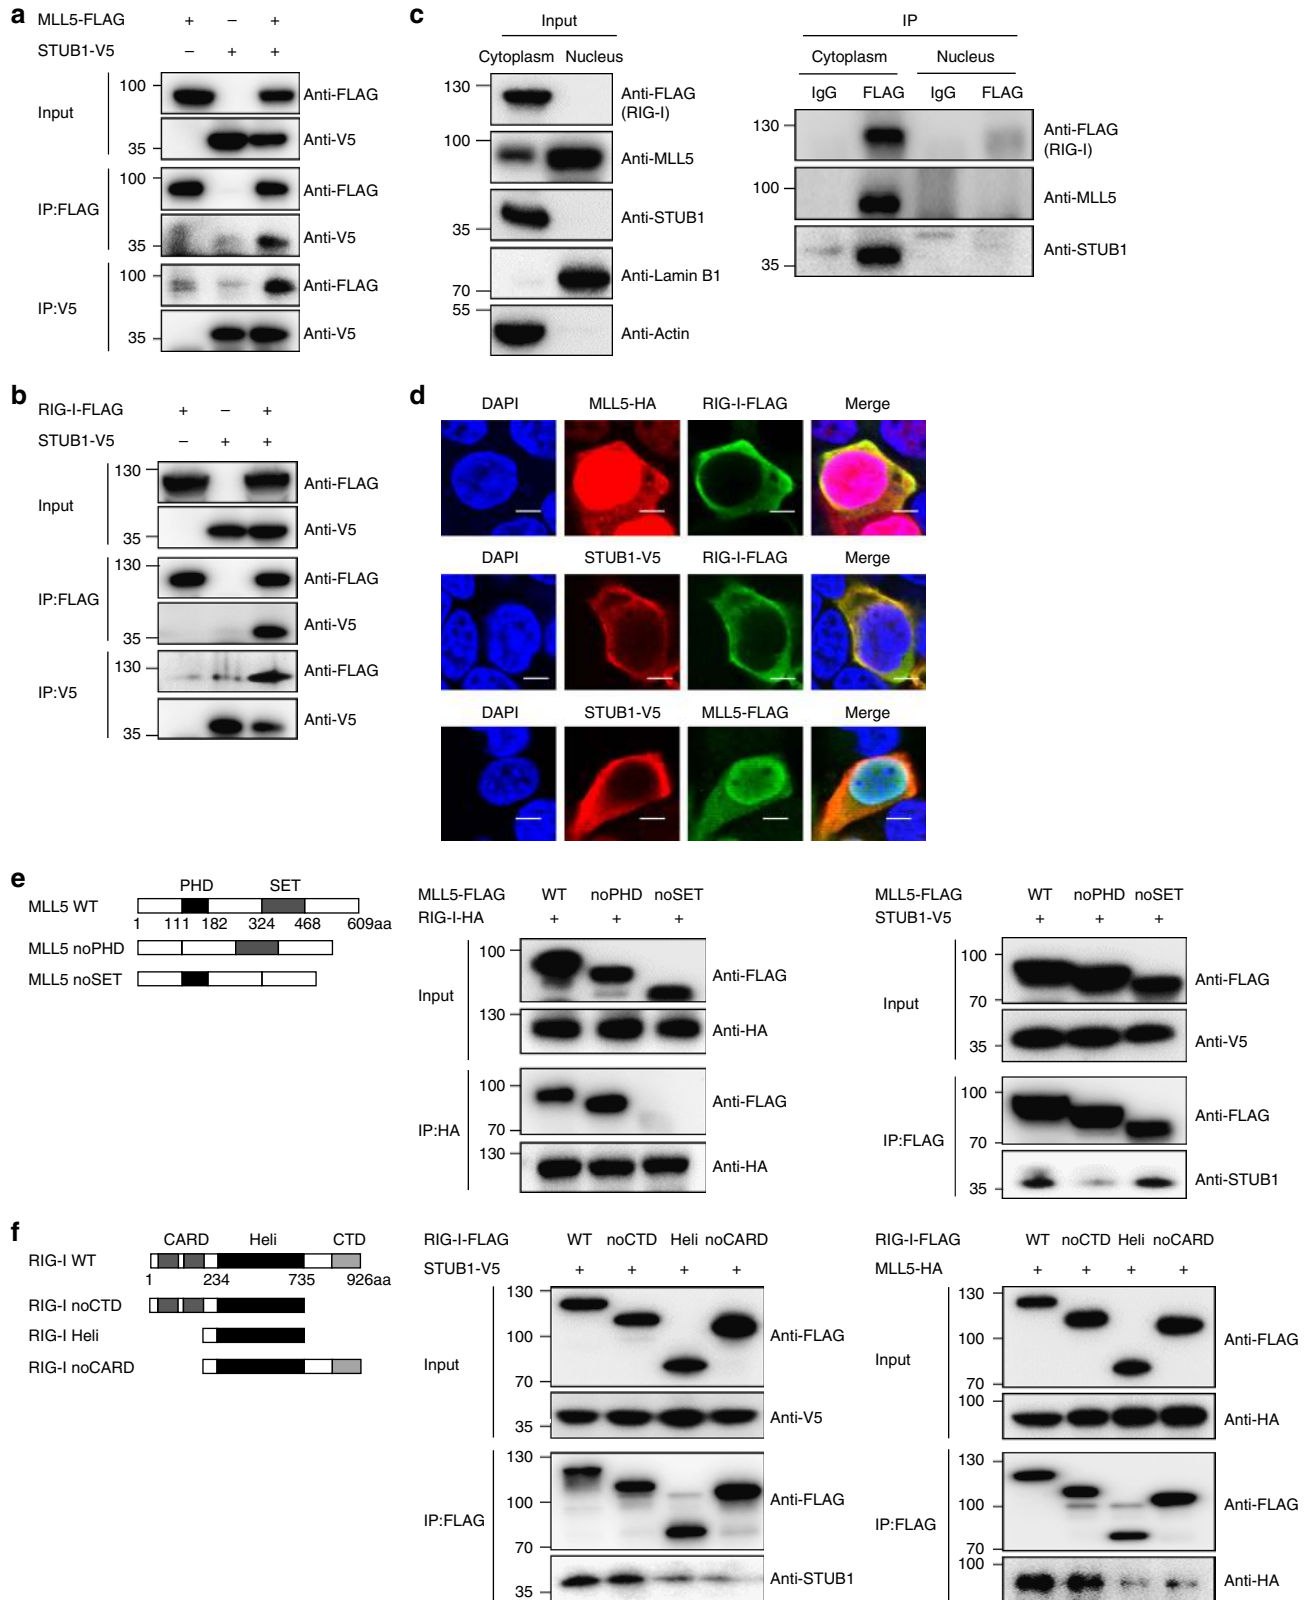 a
MLL5-FLAG + – +
STUB1-V5 – + +
Input
100
Anti-FLAG
35
Anti-V5
IP:FLAG
100
Anti-FLAG
35
Anti-V5
IP:V5
100
Anti-FLAG
35
Anti-V5
b
RIG-I-FLAG + – +
STUB1-V5 – + +
Input
130
Anti-FLAG
35
Anti-V5
IP:FLAG
130
Anti-FLAG
35
Anti-V5
IP:V5
130
Anti-FLAG
35
Anti-V5
c
Input
Cytoplasm Nucleus
130
Anti-FLAG
(RIG-I)
100
Anti-MLL5
35
Anti-STUB1
70
Anti-Lamin B1
55
Anti-Actin
IP
Cytoplasm Nucleus
IgG FLAG IgG FLAG
130
Anti-FLAG
(RIG-I)
100
Anti-MLL5
35
Anti-STUB1
d
DAPI MLL5-HA RIG-I-FLAG Merge
DAPI STUB1-V5 RIG-I-FLAG Merge
DAPI STUB1-V5 MLL5-FLAG Merge
e
PHD SET
MLL5 WT
1 111 182 324 468 609aa
MLL5 noPHD
MLL5 noSET
MLL5-FLAG WT noPHD noSET
RIG-I-HA + + +
Input
100
Anti-FLAG
130
Anti-HA
IP:HA
100
70
Anti-FLAG
130
Anti-HA
MLL5-FLAG WT noPHD noSET
STUB1-V5 + + +
Input
100
70
Anti-FLAG
35
Anti-V5
IP:FLAG
100
70
Anti-FLAG
35
Anti-STUB1
f
CARD Heli CTD
RIG-I WT
1 234 735 926aa
RIG-I noCTD
RIG-I Heli
RIG-I noCARD
RIG-I-FLAG WT noCTD Heli noCARD
STUB1-V5 + + + +
Input
130
100
70
Anti-FLAG
35
Anti-V5
IP:FLAG
130
100
70
Anti-FLAG
35
Anti-STUB1
RIG-I-FLAG WT noCTD Heli noCARD
MLL5-HA + + + +
Input
130
100
70
Anti-FLAG
100
Anti-HA
IP:FLAG
130
100
70
Anti-FLAG
100
Anti-HA